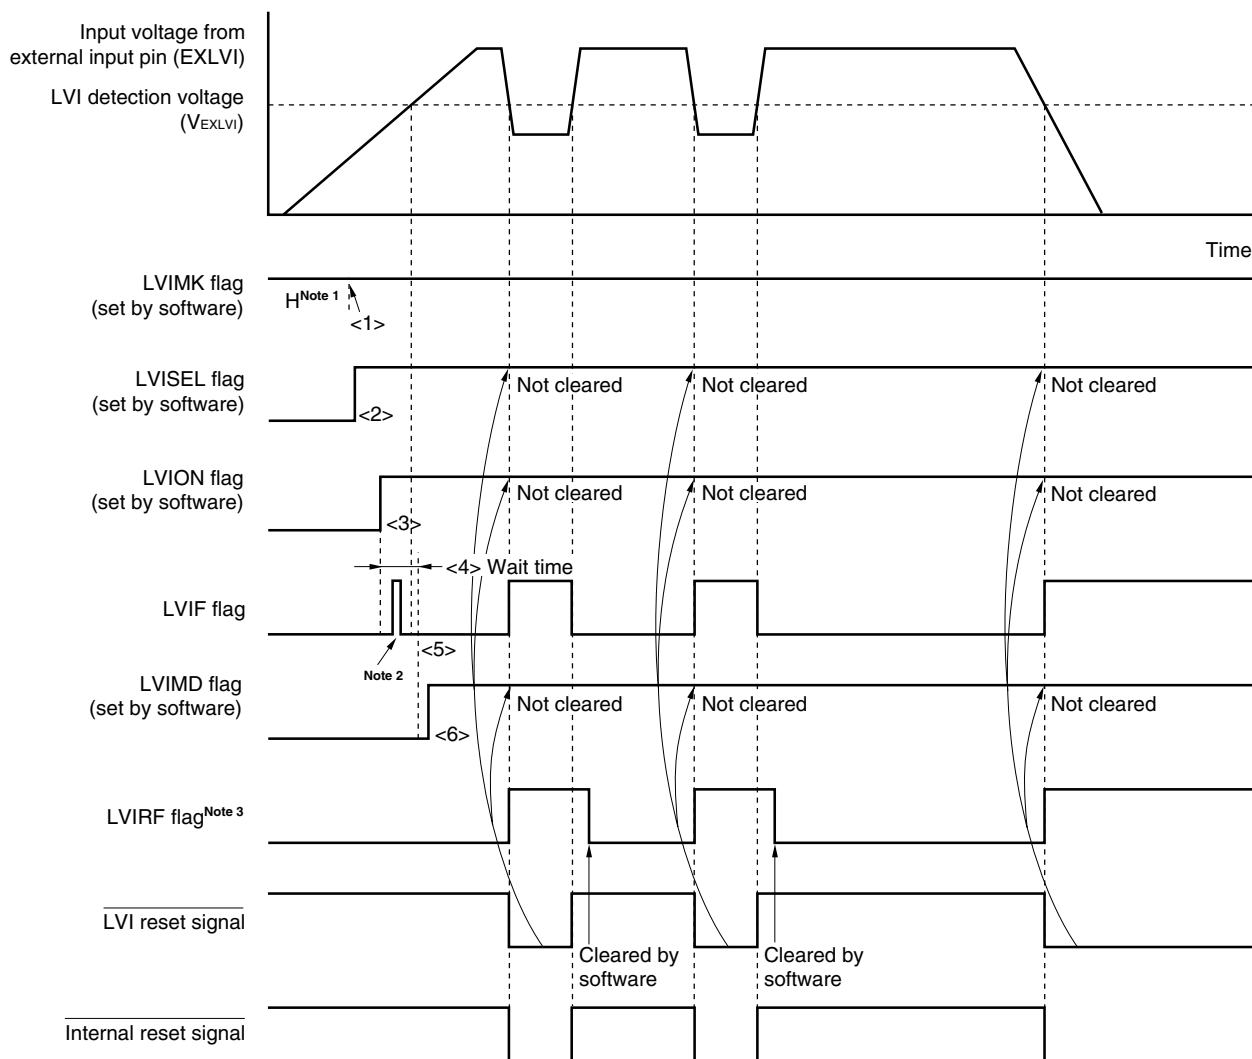 Input voltage from
external input pin (EXLVI)
LVI detection voltage
(VEXLVI)
Time
LVIMK flag
(set by software)
HNote 1
<1>
LVISEL flag
(set by software)
<2>
Not cleared
Not cleared
Not cleared
LVION flag
(set by software)
<3>
Not cleared
Not cleared
Not cleared
<4> Wait time
LVIF flag
Note 2
<5>
LVIMD flag
(set by software)
<6>
Not cleared
Not cleared
Not cleared
LVIRF flagNote 3
LVI reset signal
Cleared by
software
Cleared by
software
Internal reset signal